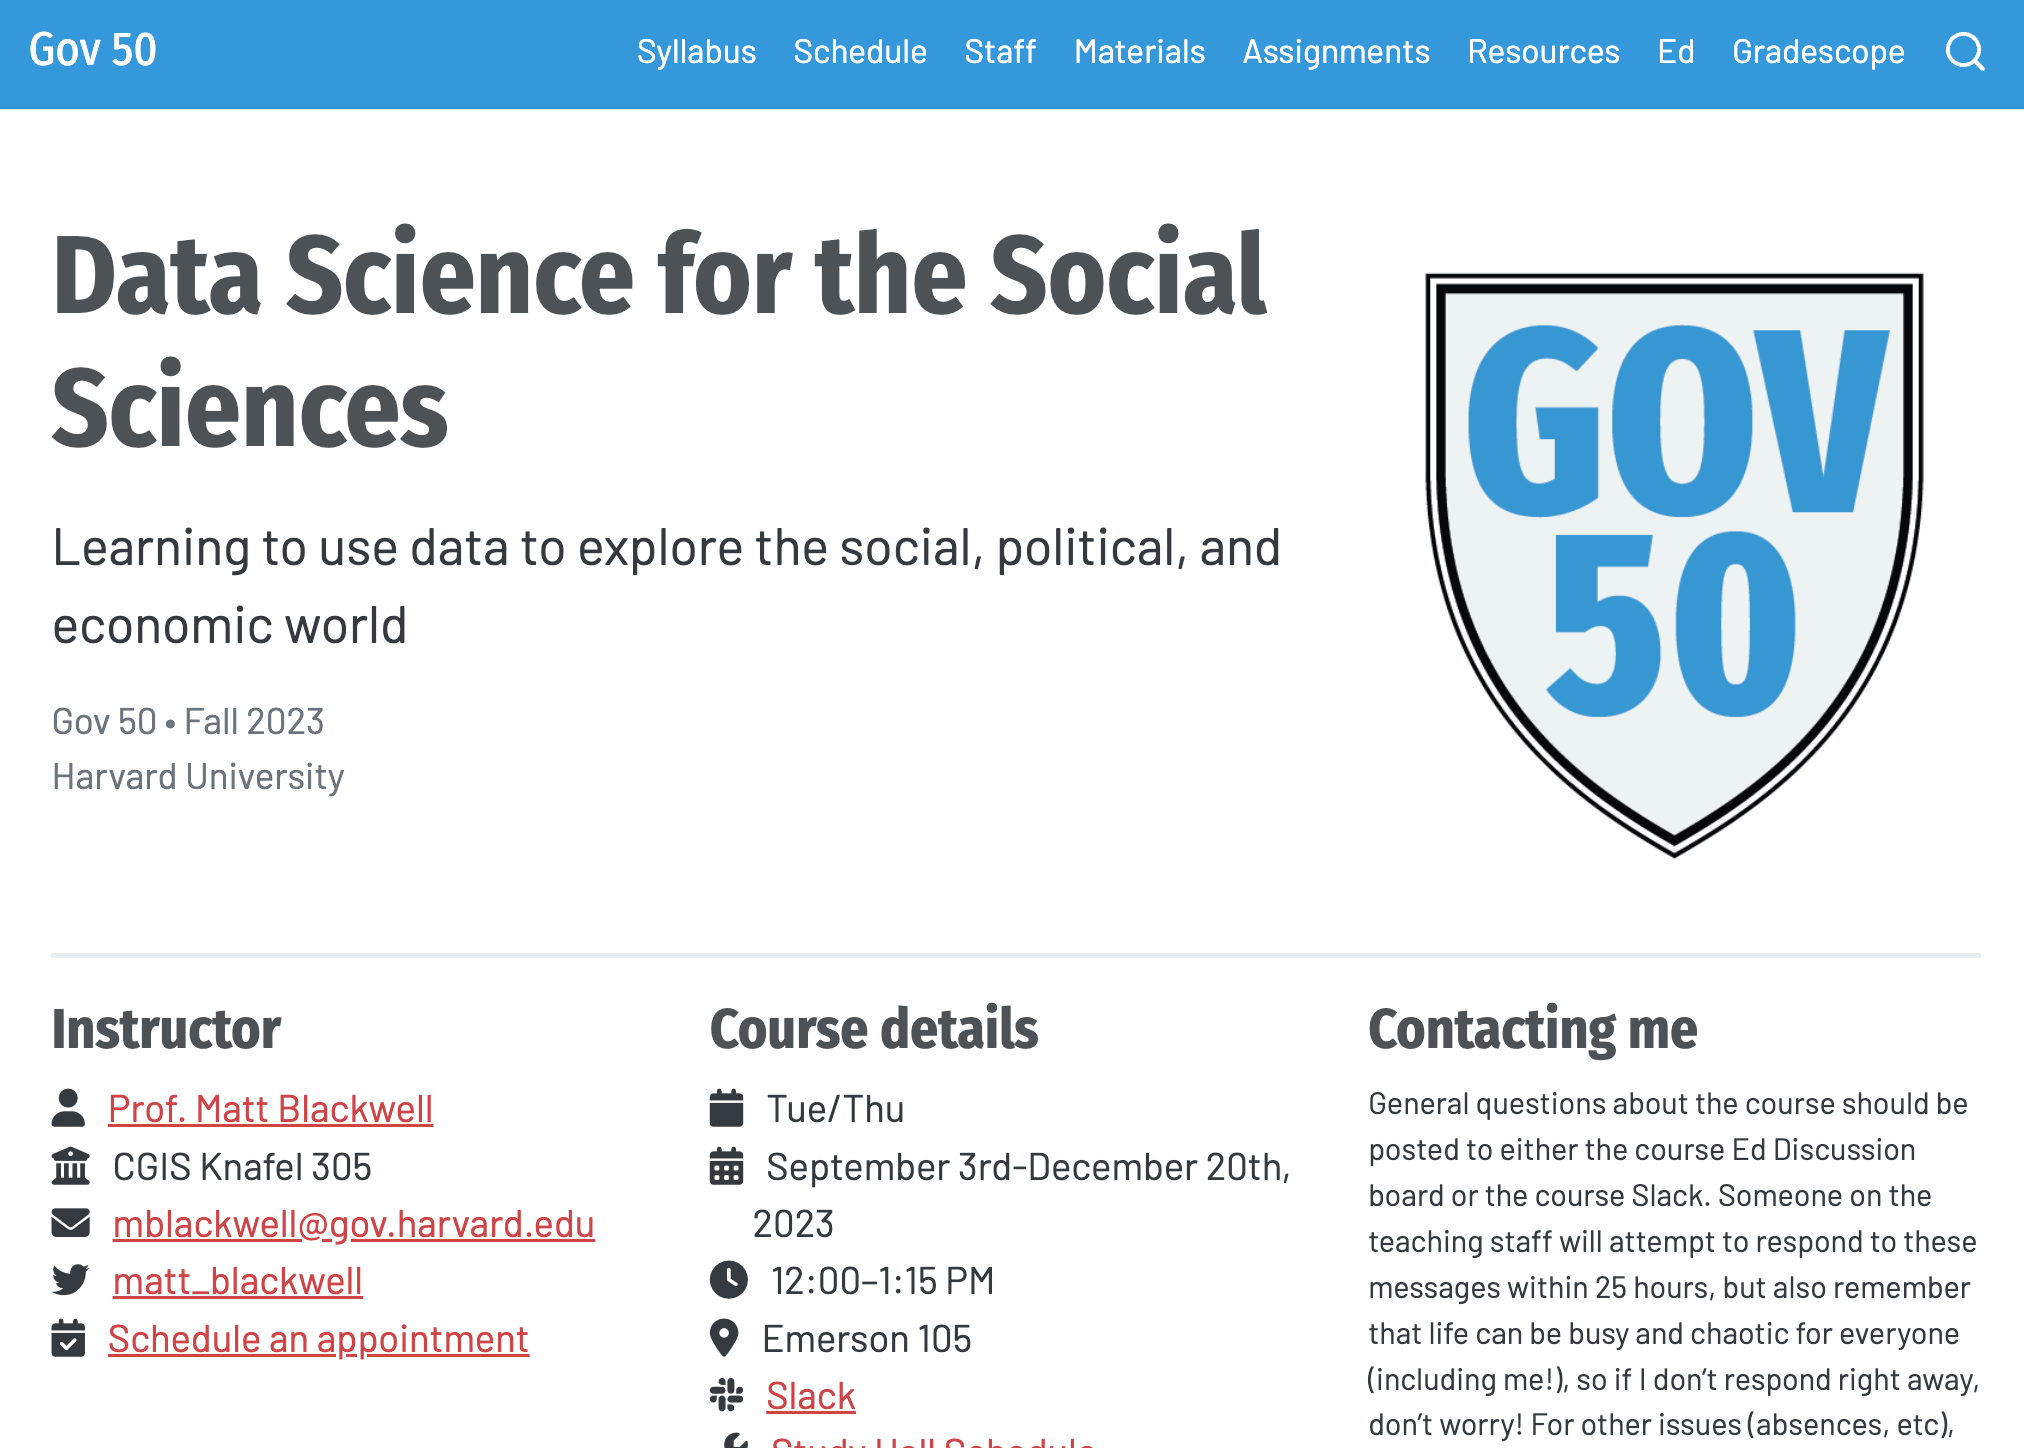 Gov 50
Syllabus Schedule Staff Materials Assignments Resources Ed Gradescope
Data Science for the Social
Sciences
Learning to use data to explore the social, political, and
economic world
Gov 50 • Fall 2023
Harvard University
GOV
50
Instructor
Prof. Matt Blackwell
CGIS Knafel 305
mblackwell@gov.harvard.edu
matt_blackwell
Schedule an appointment
Course details
Tue/Thu
September 3rd-December 20th,
2023
12:00–1:15 PM
Emerson 105
Slack
Study Hall Schedule
Contacting me
General questions about the course should be
posted to either the course Ed Discussion
board or the course Slack. Someone on the
teaching staff will attempt to respond to these
messages within 25 hours, but also remember
that life can be busy and chaotic for everyone
(including me!), so if I don’t respond right away,
don’t worry! For other issues (absences, etc),